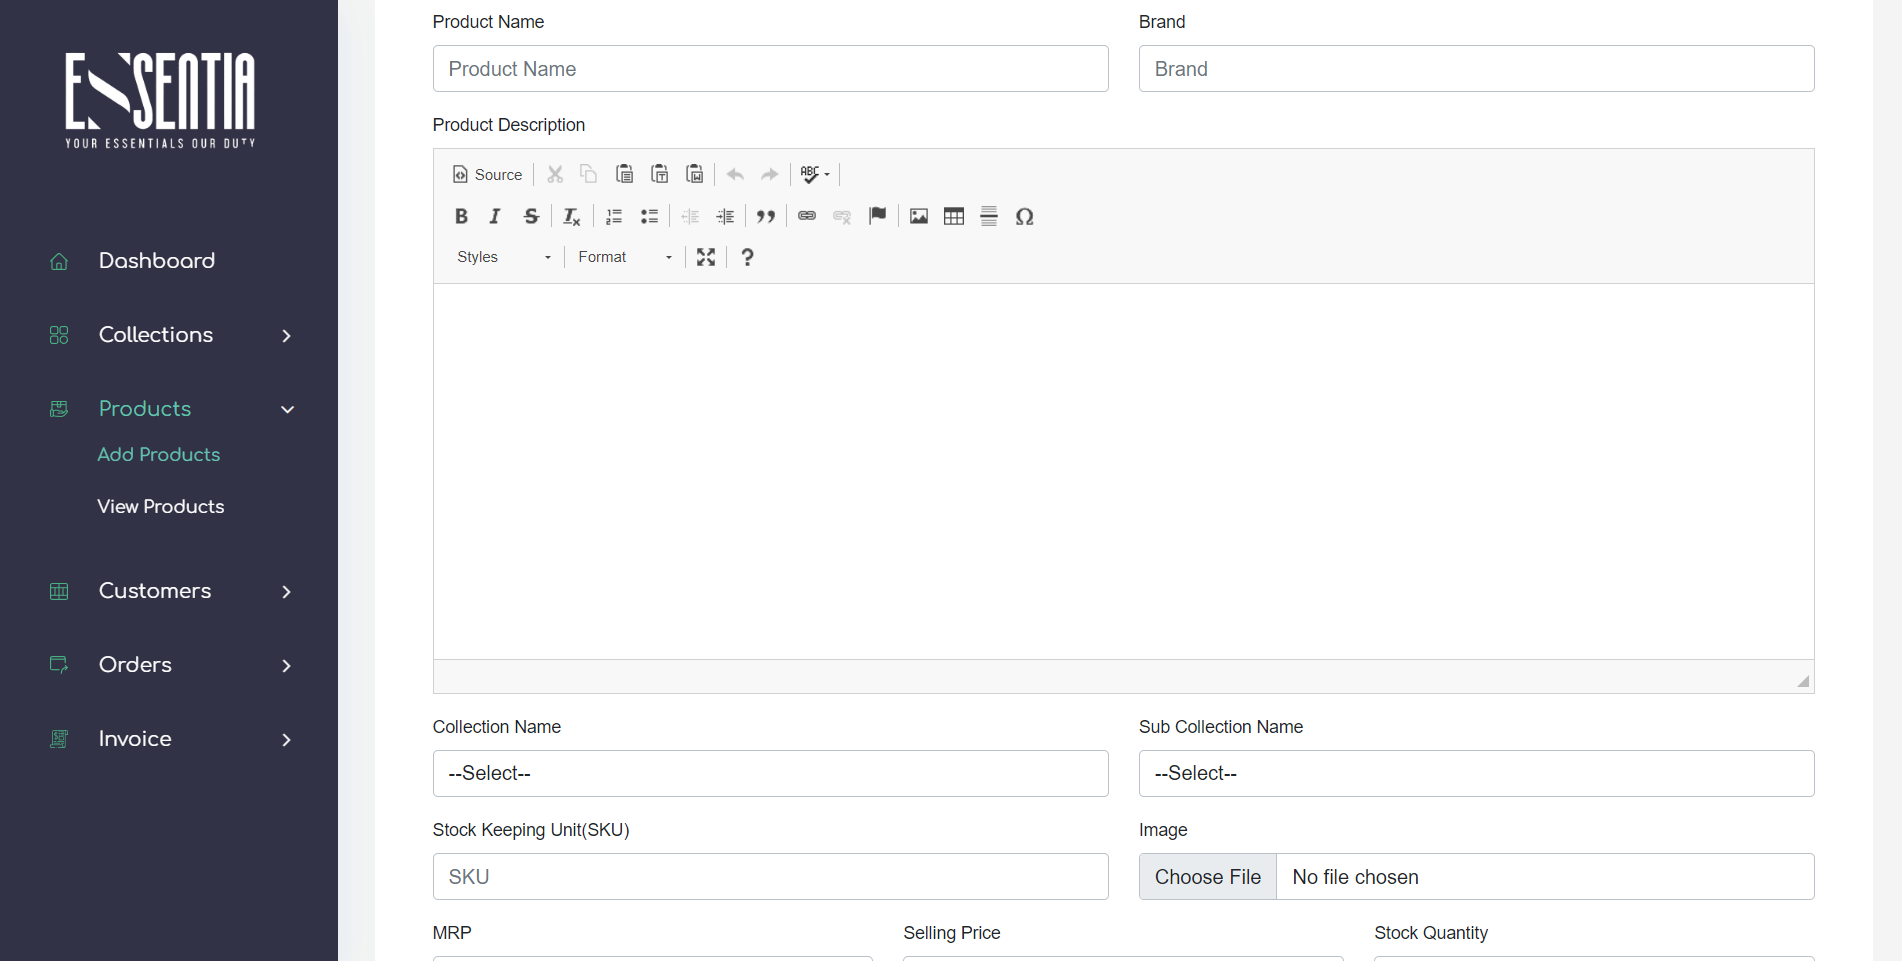 ESSENTIA
YOUR ESSENTIALS OUR DUTY
Dashboard
Collections
Products
Add Products
View Products
Customers
Orders
Invoice
Product Name
Brand
Product Name
Brand
Product Description
Source
ABC
B I S Tx
Styles
Format
?
Collection Name
Sub Collection Name
--Select--
--Select--
Stock Keeping Unit(SKU)
Image
SKU
Choose File
No file chosen
MRP
Selling Price
Stock Quantity